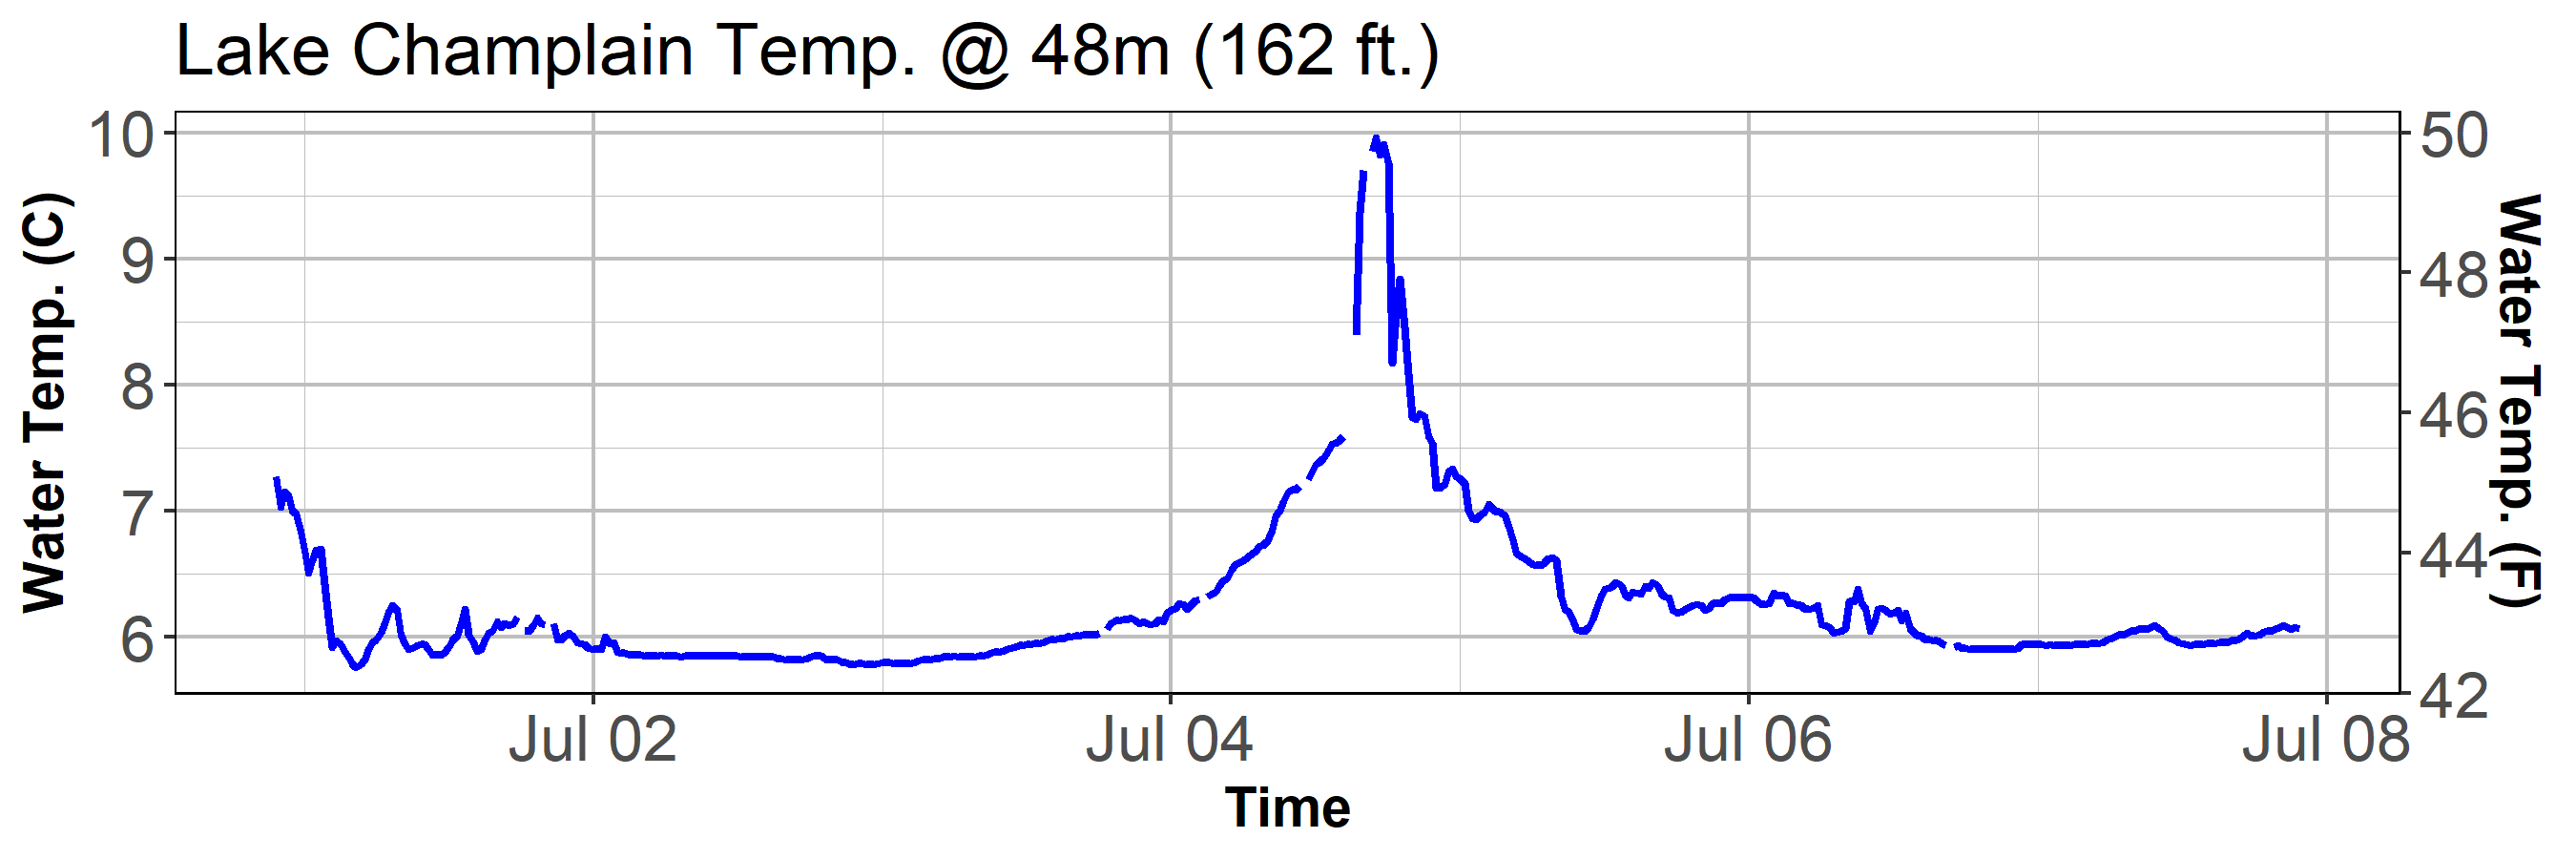 Lake Champlain Temp. @ 48m (162 ft.)
Water Temp. (C)
10
9
8
7
6
50
48
46
44
42
Water Temp. (F)
Jul 02 Jul 04 Jul 06 Jul 08
Time